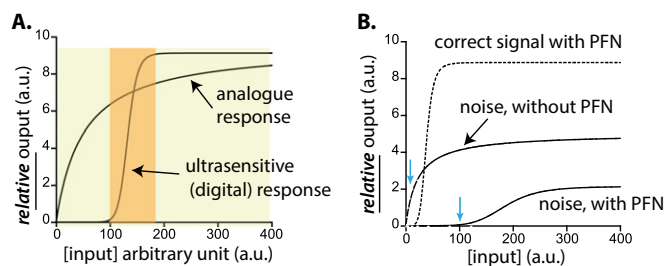 A.
relative ouput (a.u.)
10
8
6
4
2
0
analogue
response
ultrasensitive
(digital) response
0
100
200
300
400
[input] arbitrary unit (a.u.)
B.
relative ouput (a.u.)
10
8
6
4
2
0
correct signal with PFN
noise, without PFN
noise, with PFN
0
100
200
300
400
[input] (a.u.)